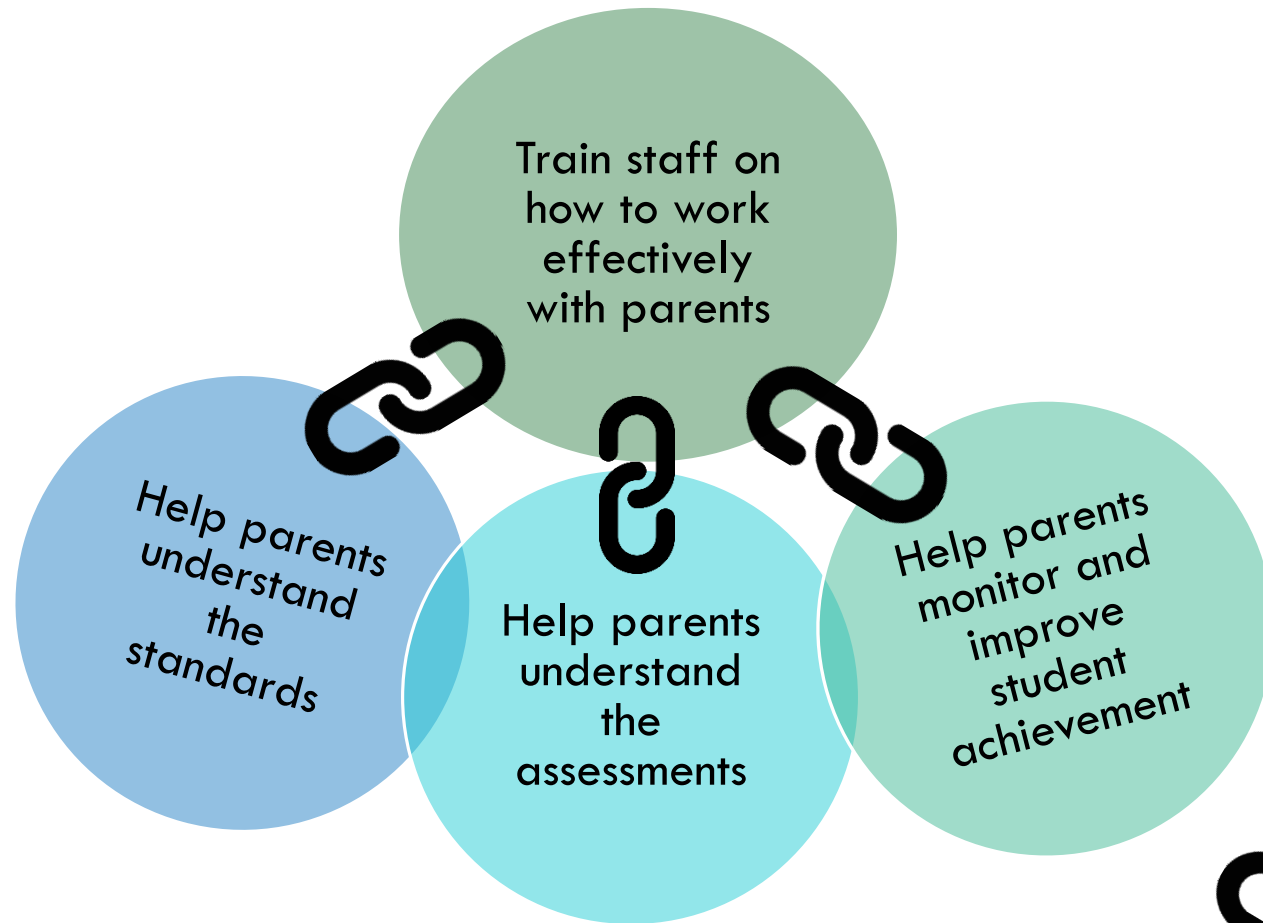 Train staff on
how to work
effectively
with parents
Help parents
understand
the
standards
Help parents
understand
the
assessments
Help parents
monitor and
improve
student
achievement